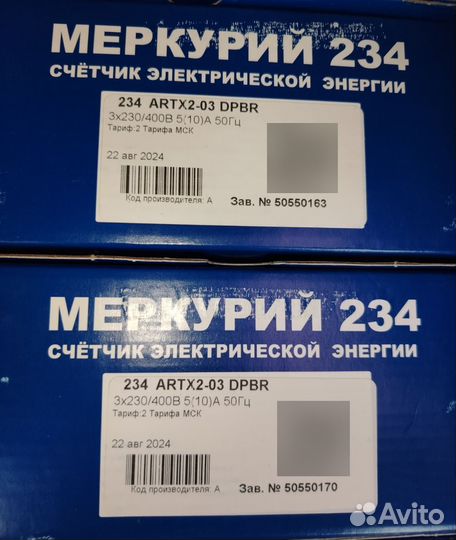 МЕРКУРИЙ 234
СЧЁТЧИК ЭЛЕКТРИЧЕСКОЙ ЭНЕРГИИ
234 ARTX2-03 DPBR
3х230/400В 5(10)А 50Гц
Тариф:2 Тарифа МСК
22 авг 2024
Код производителя: А
Зав. № 50550163
МЕРКУРИЙ 234
СЧЁТЧИК ЭЛЕКТРИЧЕСКОЙ ЭНЕРГИИ
234 ARTX2-03 DPBR
3х230/400В 5(10)А 50Гц
Тариф:2 Тарифа МСК
22 авг 2024
Код производителя: А
Зав. № 50550170
Avito